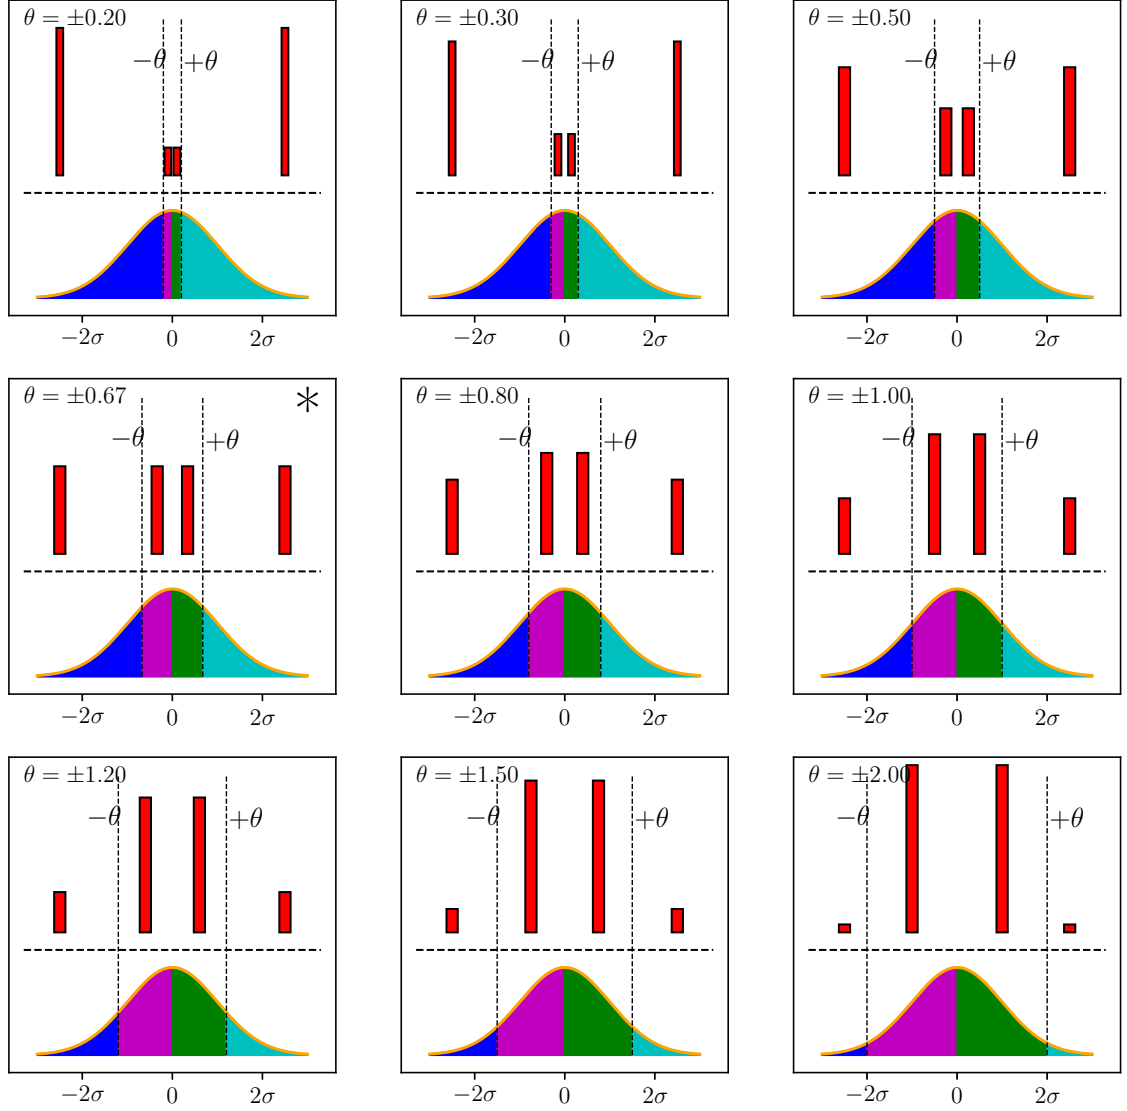 θ = ±0.20
−θ
+θ
−2σ 0 2σ
θ = ±0.30
−θ
+θ
−2σ 0 2σ
θ = ±0.50
−θ
+θ
−2σ 0 2σ
θ = ±0.67 *
−θ
+θ
−2σ 0 2σ
θ = ±0.80
−θ
+θ
−2σ 0 2σ
θ = ±1.00
−θ
+θ
−2σ 0 2σ
θ = ±1.20
−θ
+θ
−2σ 0 2σ
θ = ±1.50
−θ
+θ
−2σ 0 2σ
θ = ±2.00
−θ
+θ
−2σ 0 2σ